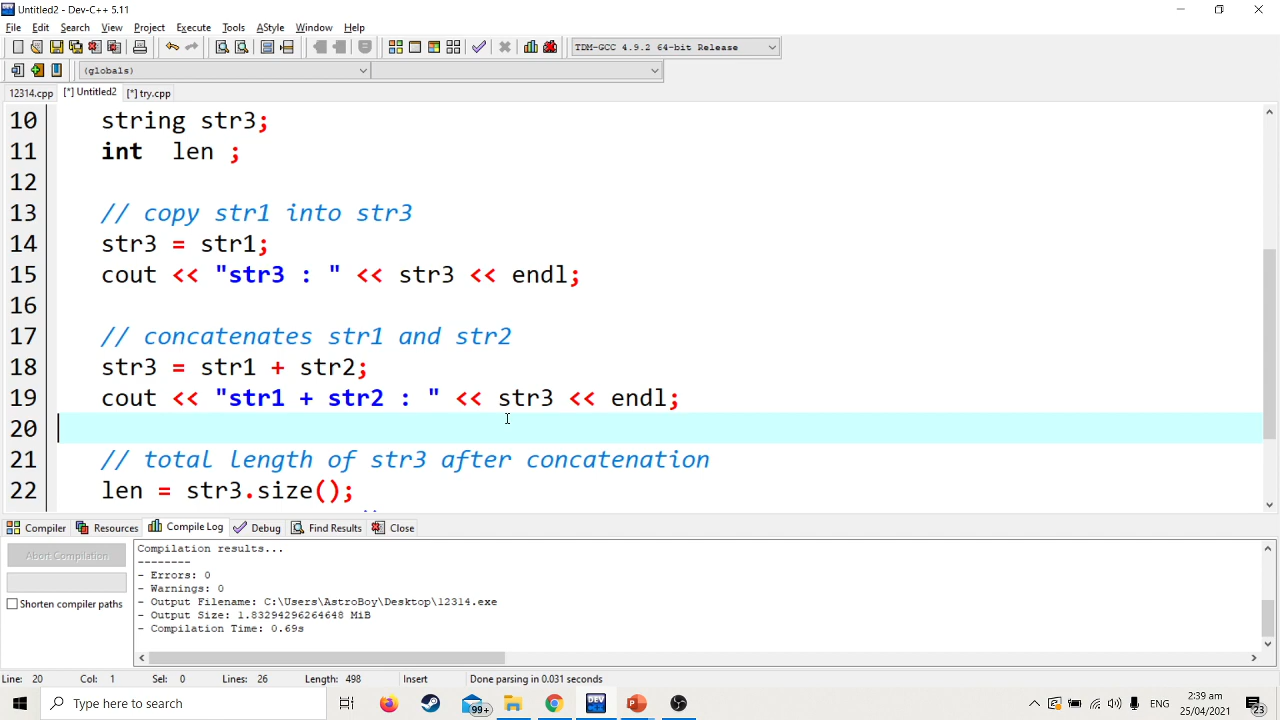 Untitled2 - Dev-C++ 5.11
File Edit Search View Project Execute Tools AStyle Window Help
TDM-GCC 4.9.2 64-bit Release
(globals)
12314.cpp [*] Untitled2 [*] try.cpp
10 string str3;
11 int len ;
12
13 // copy str1 into str3
14 str3 = str1;
15 cout << "str3 : " << str3 << endl;
16
17 // concatenates str1 and str2
18 str3 = str1 + str2;
19 cout << "str1 + str2 : " << str3 << endl;
20
21 // total length of str3 after concatenation
22 len = str3.size();
Compiler Resources Compile Log Debug Find Results Close
Abort Compilation
Shorten compiler paths
Compilation results...
--------
- Errors: 0
- Warnings: 0
- Output Filename: C:\Users\AstroBoy\Desktop\12314.exe
- Output Size: 1.83294296264648 MiB
- Compilation Time: 0.69s
Line: 20 Col: 1 Sel: 0 Lines: 26 Length: 498 Insert Done parsing in 0.031 seconds
Type here to search
99+
DEV
ENG
2:39 am
25/04/2021
23